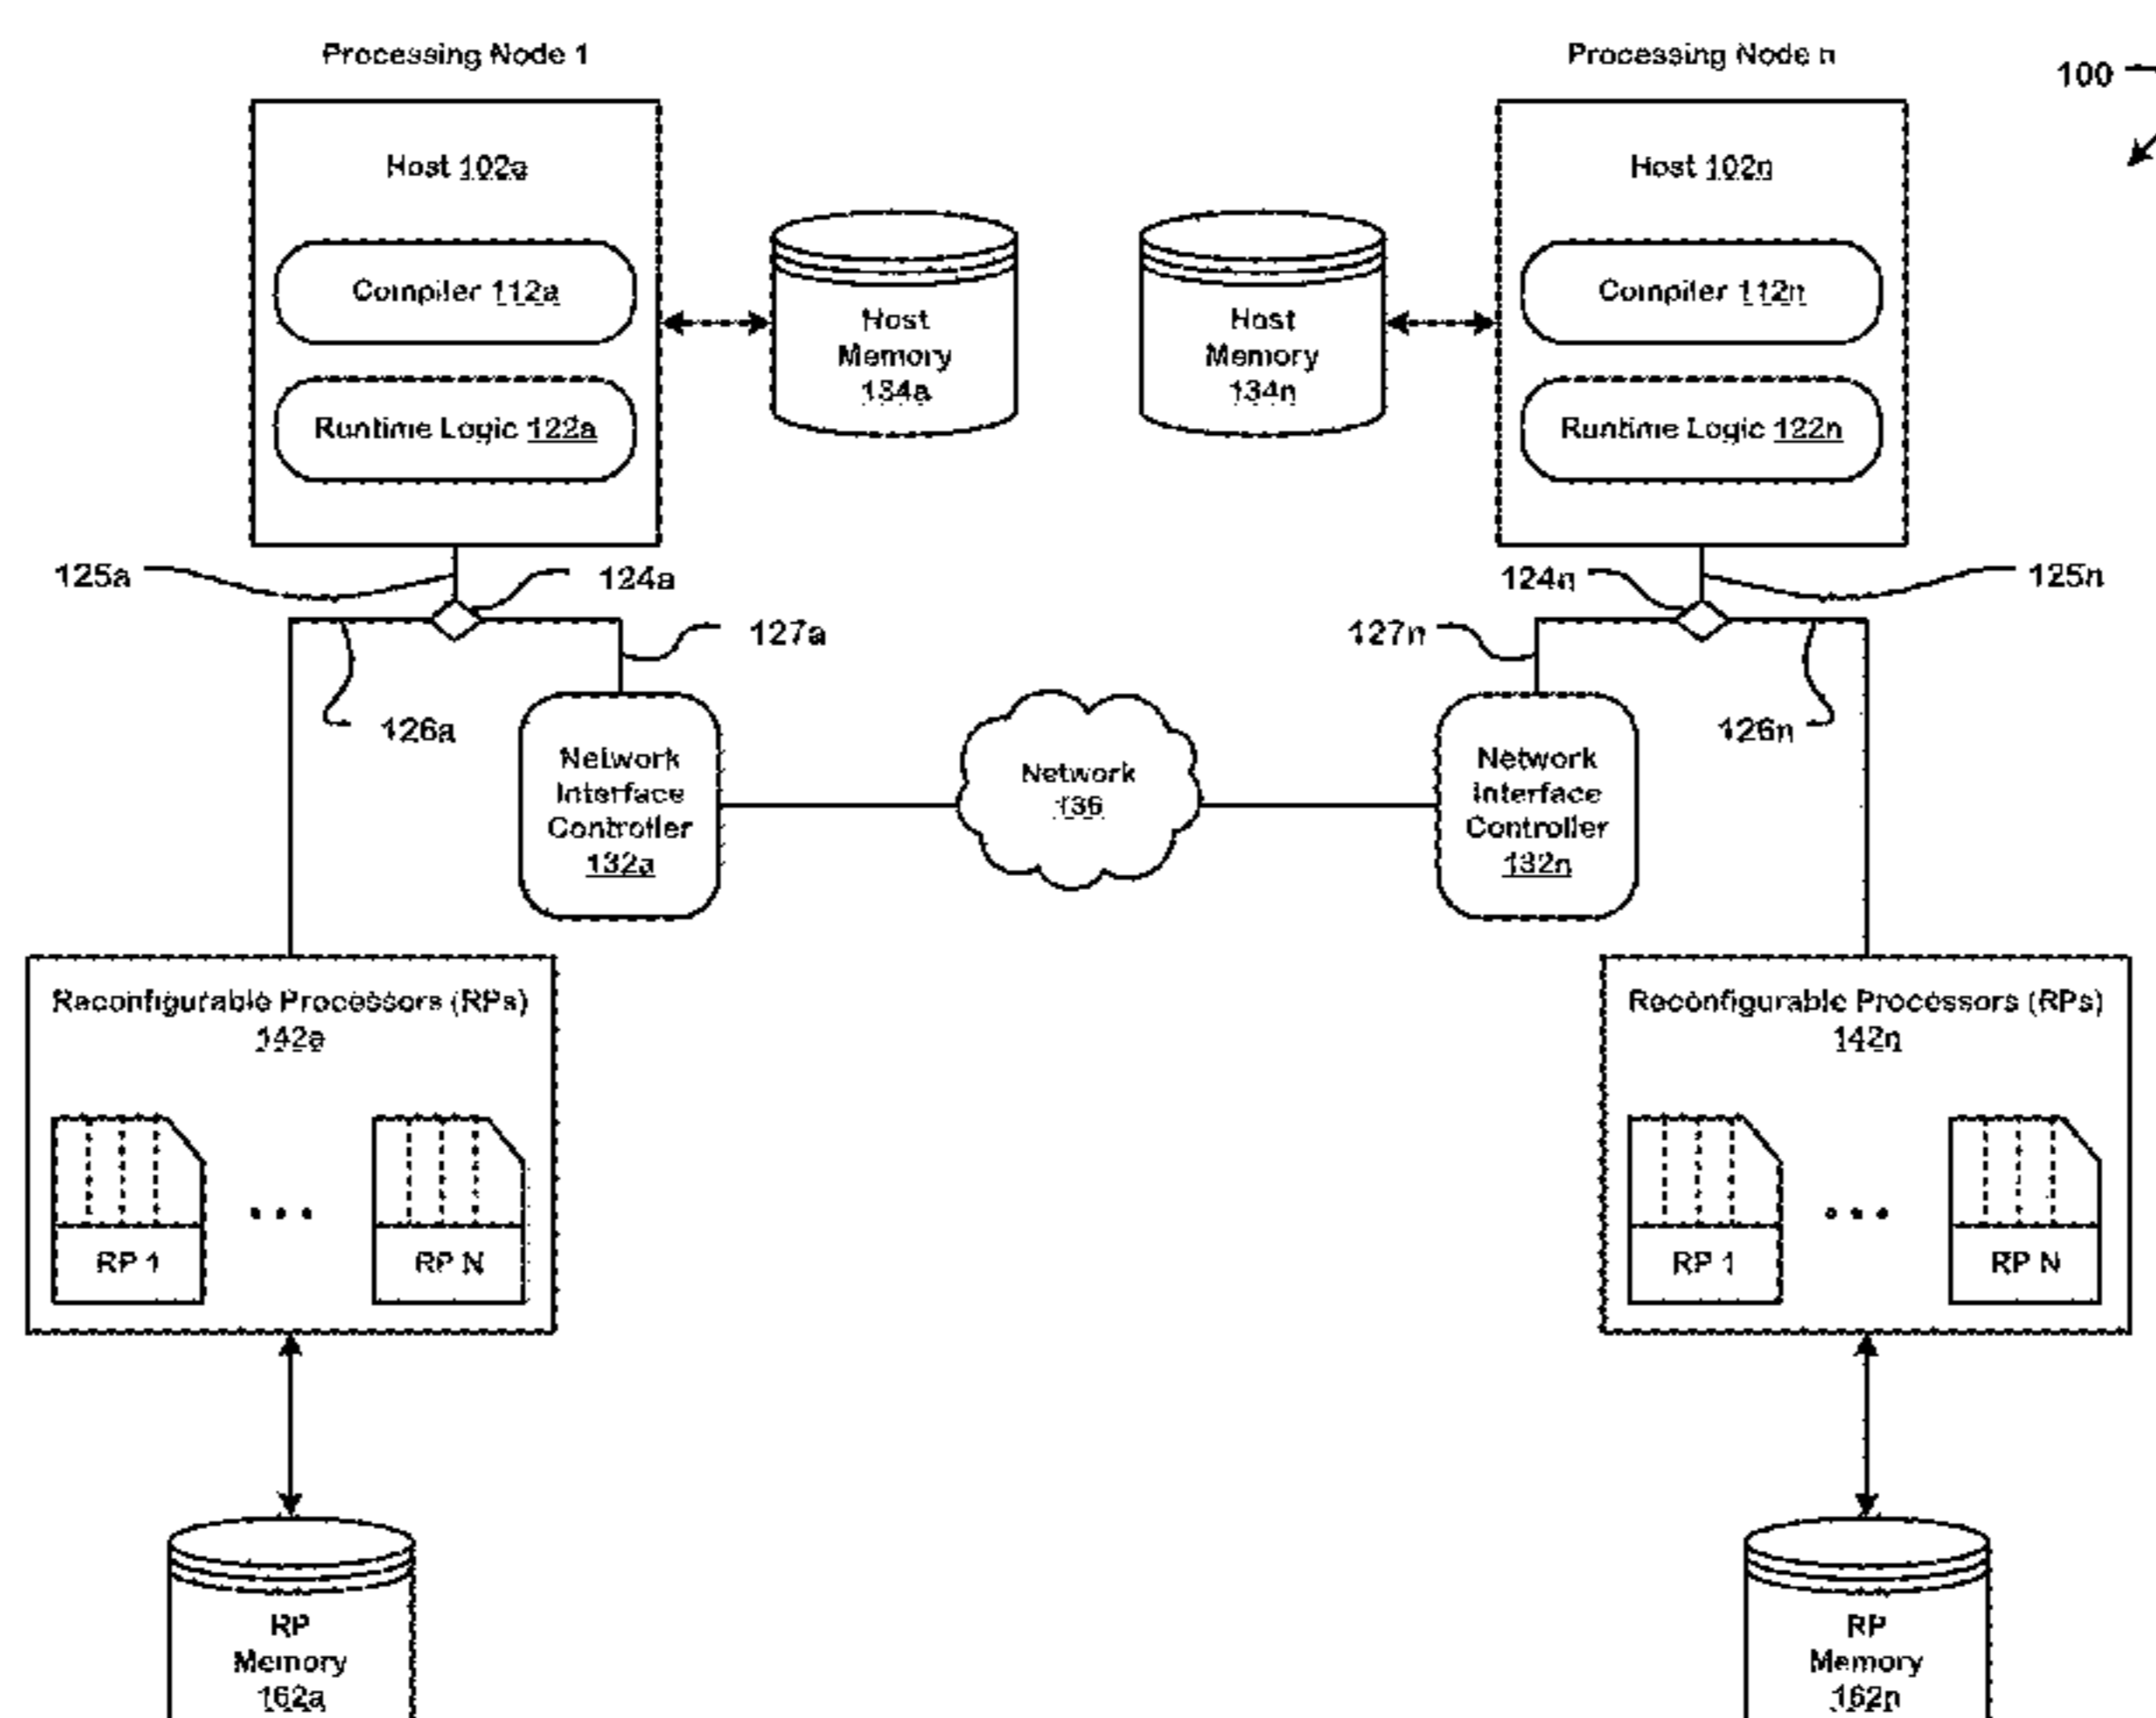 Processing Node 1
Processing Node n
100
Host 102a
Host 102n
Compiler 112a
Compiler 112n
Host
Memory
134a
Host
Memory
134n
Runtime Logic 122a
Runtime Logic 122n
125a
124a
124n
125n
127a
127n
126a
126n
Network
Interface
Controller
132a
Network
136
Network
Interface
Controller
132n
Reconfigurable Processors (RPs)
142a
Reconfigurable Processors (RPs)
142n
RP 1
RP N
RP 1
RP N
RP
Memory
162a
RP
Memory
162n